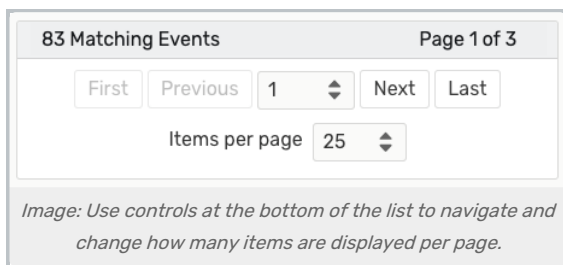 83 Matching Events Page 1 of 3
First Previous 1 Next Last
Items per page 25
Image: Use controls at the bottom of the list to navigate and
change how many items are displayed per page.